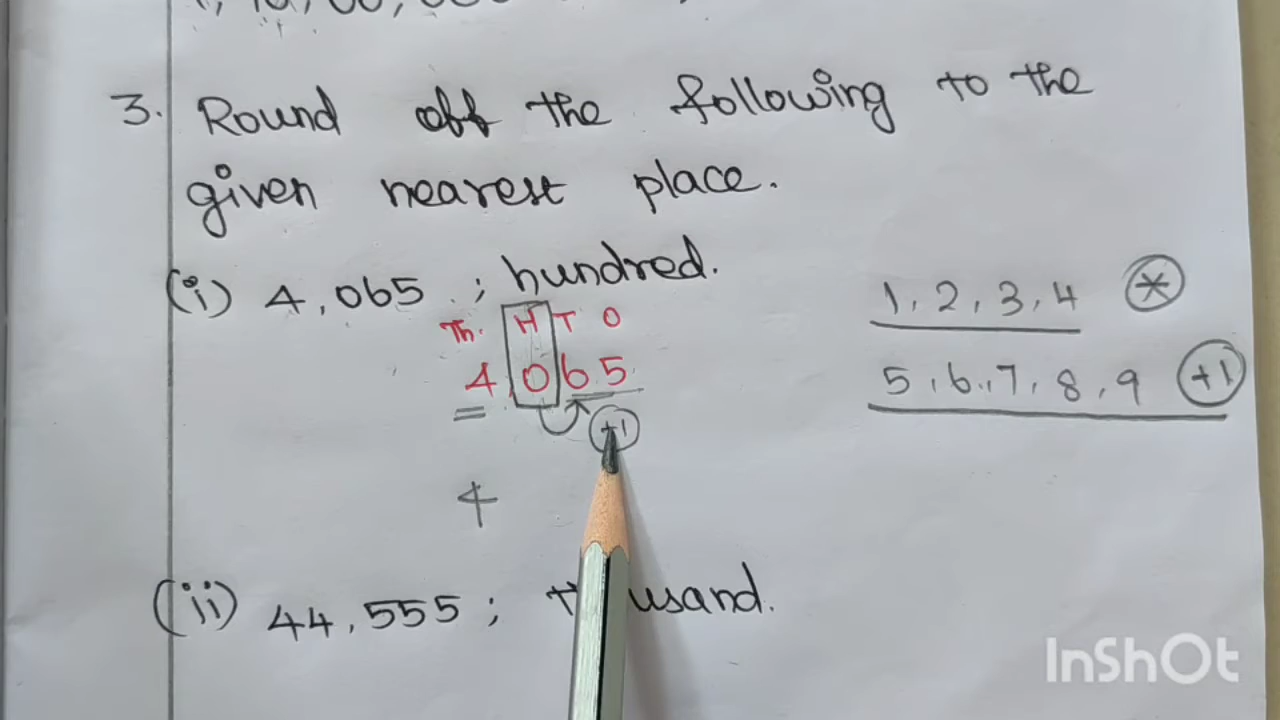 3. Round off the following to the
given nearest place.
(i) 4,065 ; hundred.
Th. H T O
4,065
+1
4
1, 2, 3, 4 *
5, 6, 7, 8, 9 +1
(ii) 44,555 ;
InShOt